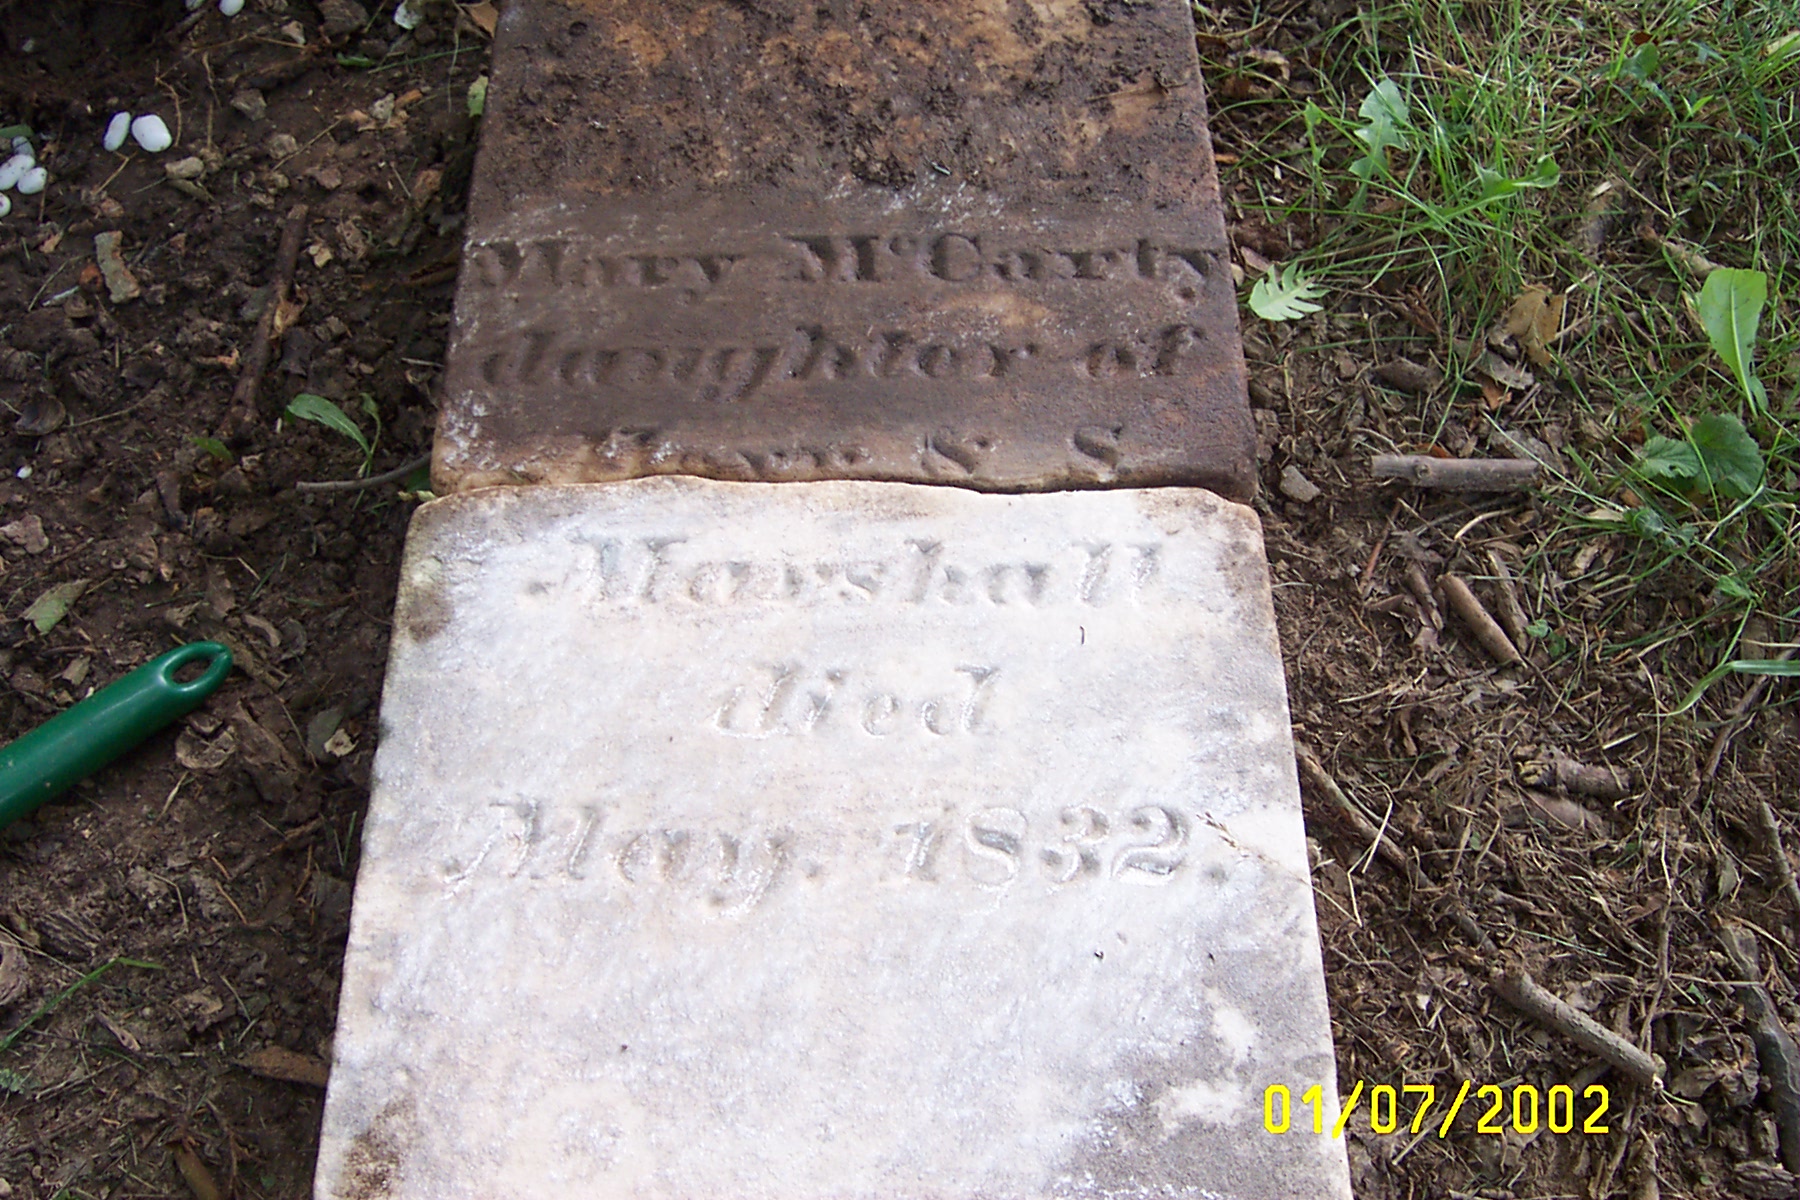 Mary McCarty
daughter of
& S
Marshall
died
May. 1832.
01/07/2002